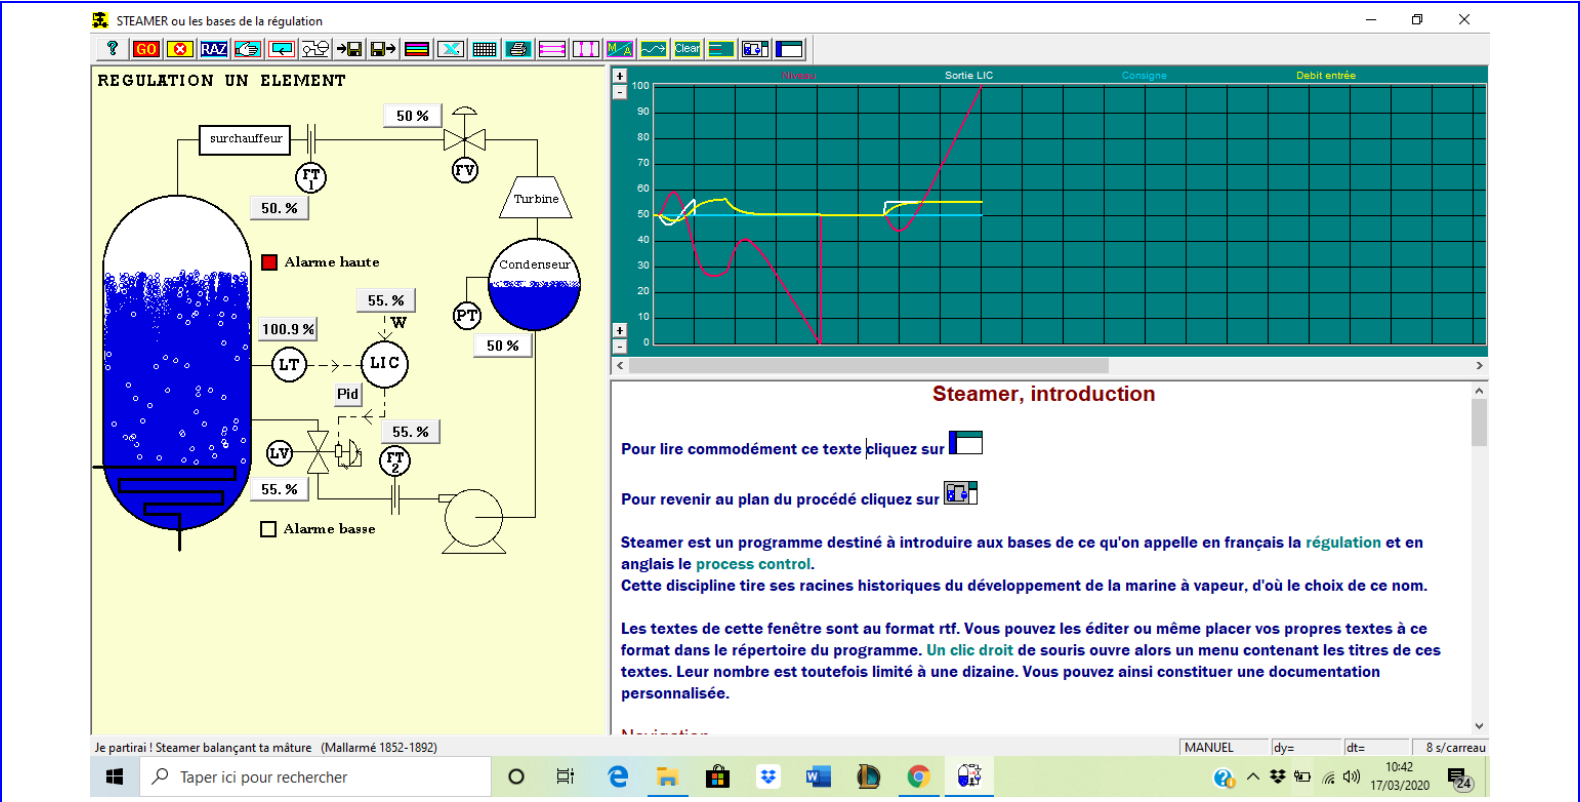 STEAMER ou les bases de la régulation
? GO RAZ M/A Clear
REGULATION UN ELEMENT
50 %
surchauffeur
FT 1
FV
50. %
Turbine
Alarme haute
Condenseur
55. %
W
PT
100.9 %
50 %
LT
LIC
Pid
55. %
LV
FT 2
55. %
Alarme basse
Niveau Sortie LIC Consigne Debit entrée
+
-
100
90
80
70
60
50
40
30
20
10
0
+
-
Steamer, introduction
Pour lire commodément ce texte cliquez sur
Pour revenir au plan du procédé cliquez sur
Steamer est un programme destiné à introduire aux bases de ce qu'on appelle en français la régulation et en
anglais le process control.
Cette discipline tire ses racines historiques du développement de la marine à vapeur, d'où le choix de ce nom.
Les textes de cette fenêtre sont au format rtf. Vous pouvez les éditer ou même placer vos propres textes à ce
format dans le répertoire du programme. Un clic droit de souris ouvre alors un menu contenant les titres de ces
textes. Leur nombre est toutefois limité à une dizaine. Vous pouvez ainsi constituer une documentation
personnalisée.
Navigation
Je partirai ! Steamer balançant ta mâture (Mallarmé 1852-1892)
MANUEL dy= dt= 8 s/carreau
Taper ici pour rechercher
10:42
17/03/2020
24